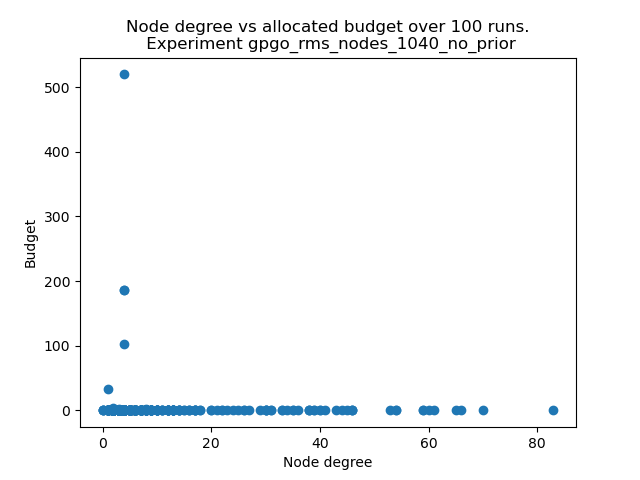 Node degree vs allocated budget over 100 runs.
Experiment gpgo_rms_nodes_1040_no_prior
500
400
300
200
100
0
Budget
0 20 40 60 80
Node degree